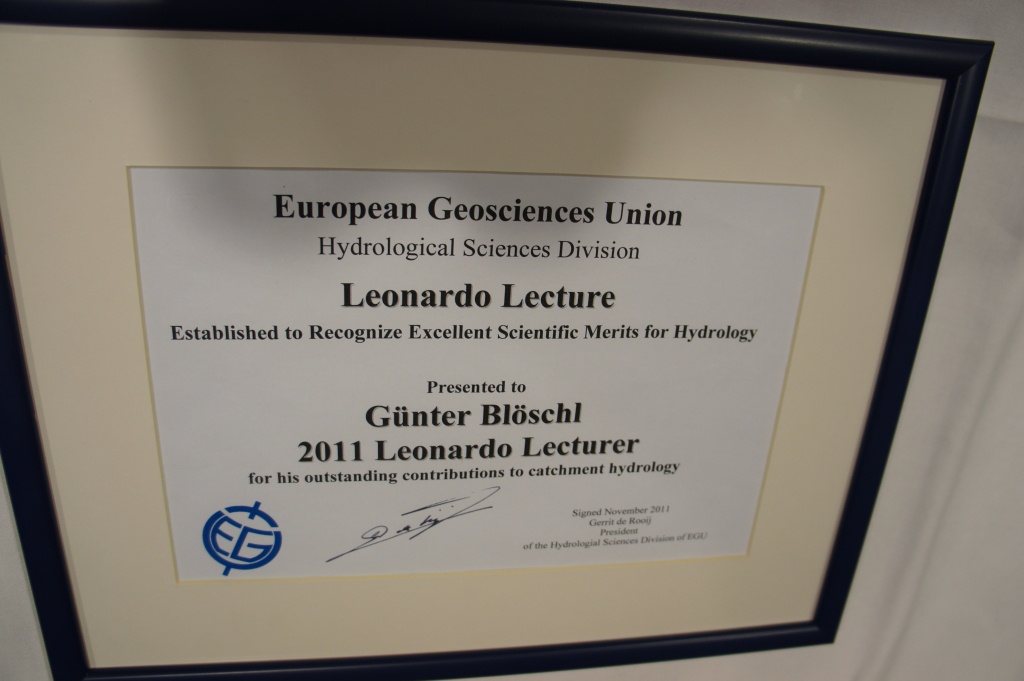 European Geosciences Union
Hydrological Sciences Division
Leonardo Lecture
Established to Recognize Excellent Scientific Merits for Hydrology
Presented to
Günter Blöschl
2011 Leonardo Lecturer
for his outstanding contributions to catchment hydrology
EG
Signed November 2011
Gerrit de Rooij
President
of the Hydrologial Sciences Division of EGU